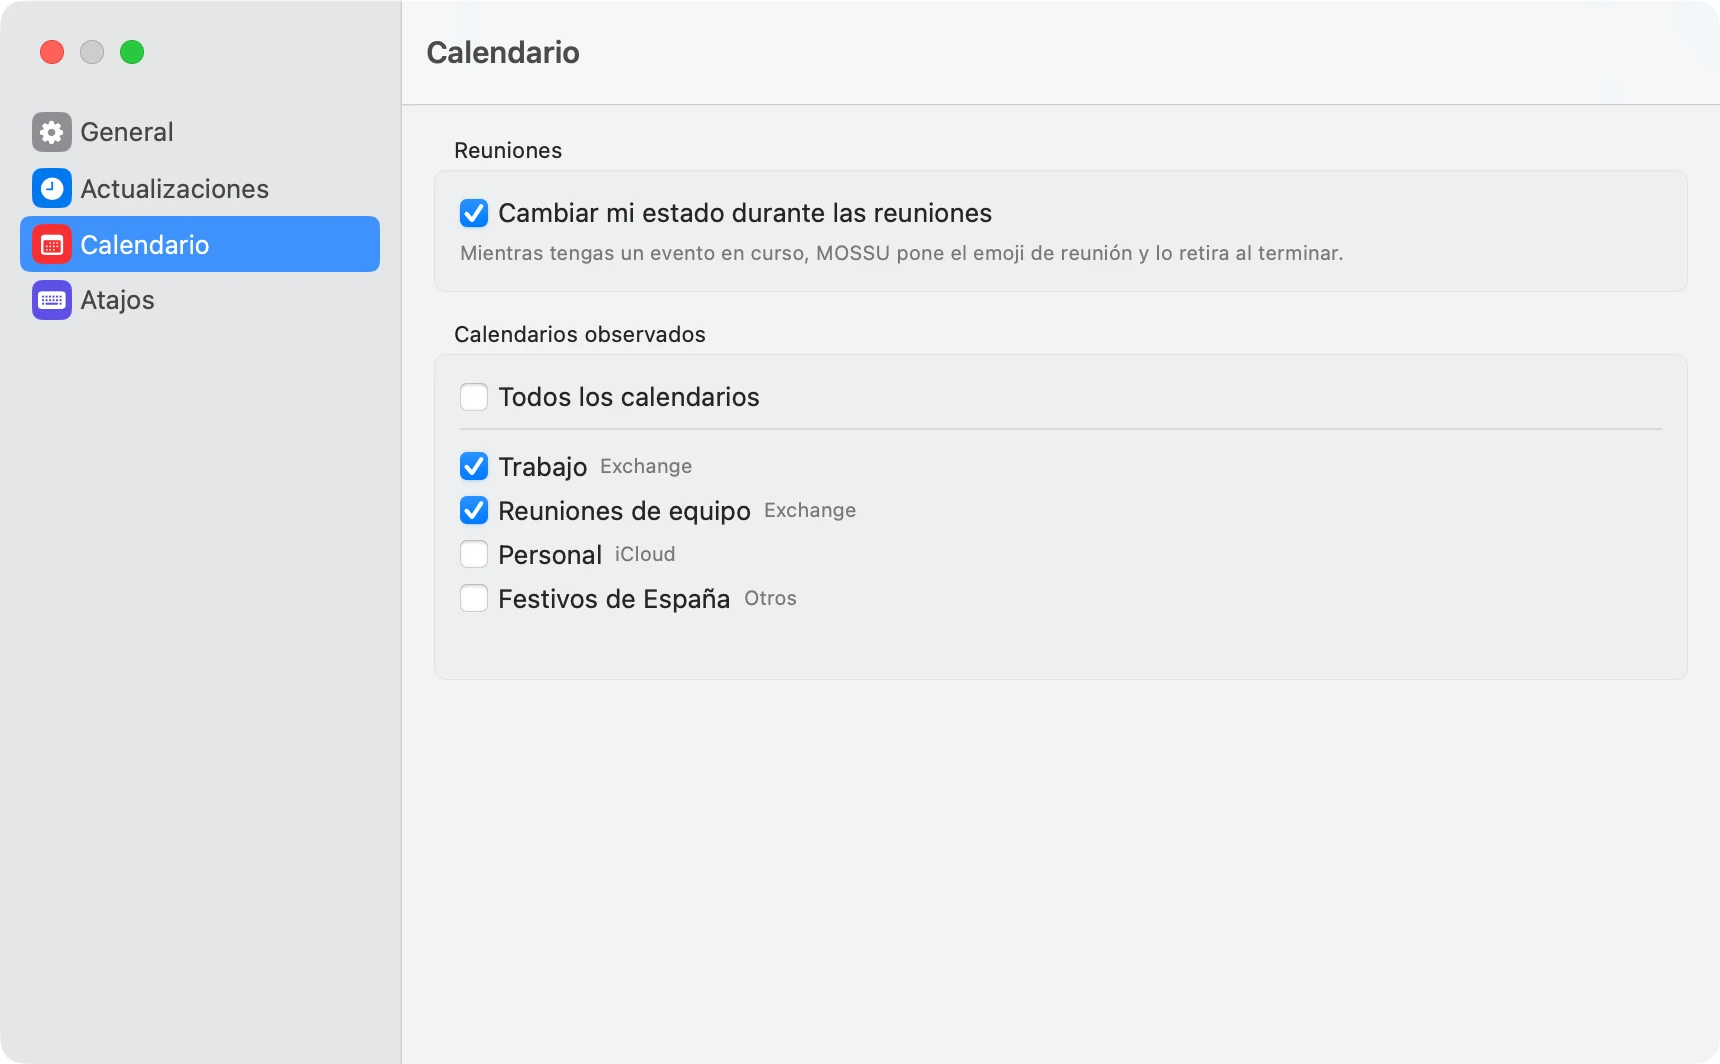 Calendario
General
Actualizaciones
Calendario
Atajos
Reuniones
Cambiar mi estado durante las reuniones
Mientras tengas un evento en curso, MOSSU pone el emoji de reunión y lo retira al terminar.
Calendarios observados
Todos los calendarios
Trabajo Exchange
Reuniones de equipo Exchange
Personal iCloud
Festivos de España Otros